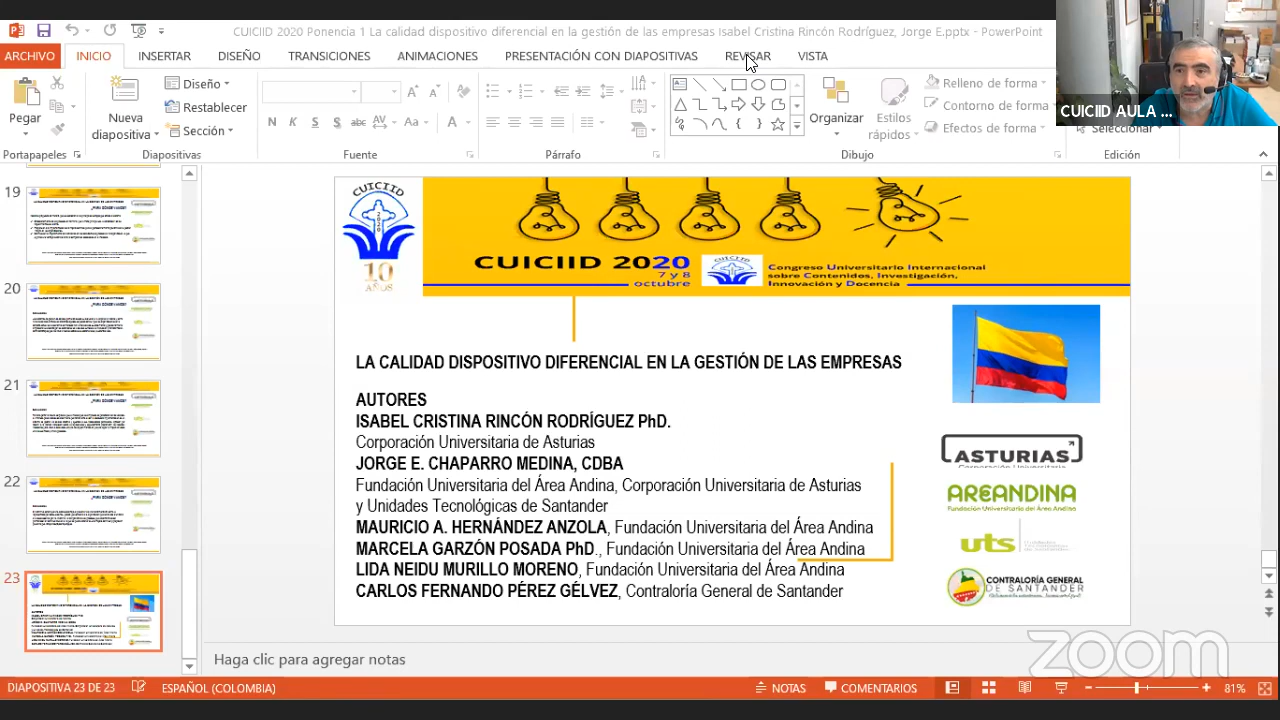 CUICIID 2020 Ponencia 1 La calidad dispositivo diferencial en la gestión de las empresas Isabel Cristina Rincón Rodríguez, Jorge E.pptx - PowerPoint
ARCHIVO INICIO INSERTAR DISEÑO TRANSICIONES ANIMACIONES PRESENTACIÓN CON DIAPOSITIVAS REVISAR VISTA
CUICIID AULA ...
Pegar
Nueva diapositiva
Diseño
Restablecer
Sección
Organizar
Estilos rápidos
Relleno de forma
Contorno de forma
Efectos de forma
Seleccionar
Portapapeles Diapositivas Fuente Párrafo Dibujo Edición
19
20
21
22
23
CUICIID
10
AÑOS
CUICIID 2020
7 y 8
octubre
Congreso Universitario Internacional
sobre Contenidos, Investigación,
Innovación y Docencia
LA CALIDAD DISPOSITIVO DIFERENCIAL EN LA GESTIÓN DE LAS EMPRESAS
AUTORES
ISABEL CRISTINA RINCÓN RODRÍGUEZ PhD.
Corporación Universitaria de Asturias
JORGE E. CHAPARRO MEDINA, CDBA
Fundación Universitaria del Área Andina, Corporación Universitaria de Asturias
y Unidades Tecnológicas de Santander
MAURICIO A. HERNÁNDEZ ANZOLA, Fundación Universitaria del Área Andina
MARCELA GARZÓN POSADA PhD., Fundación Universitaria del Área Andina
LIDA NEIDU MURILLO MORENO, Fundación Universitaria del Área Andina
CARLOS FERNANDO PÉREZ GÉLVEZ, Contraloría General de Santander
ASTURIAS
Corporación Universitaria
AREANDINA
Fundación Universitaria del Área Andina
uts
CONTRALORÍA GENERAL
DE SANTANDER
Haga clic para agregar notas
zoom
DIAPOSITIVA 23 DE 23 ESPAÑOL (COLOMBIA) NOTAS COMENTARIOS 81%